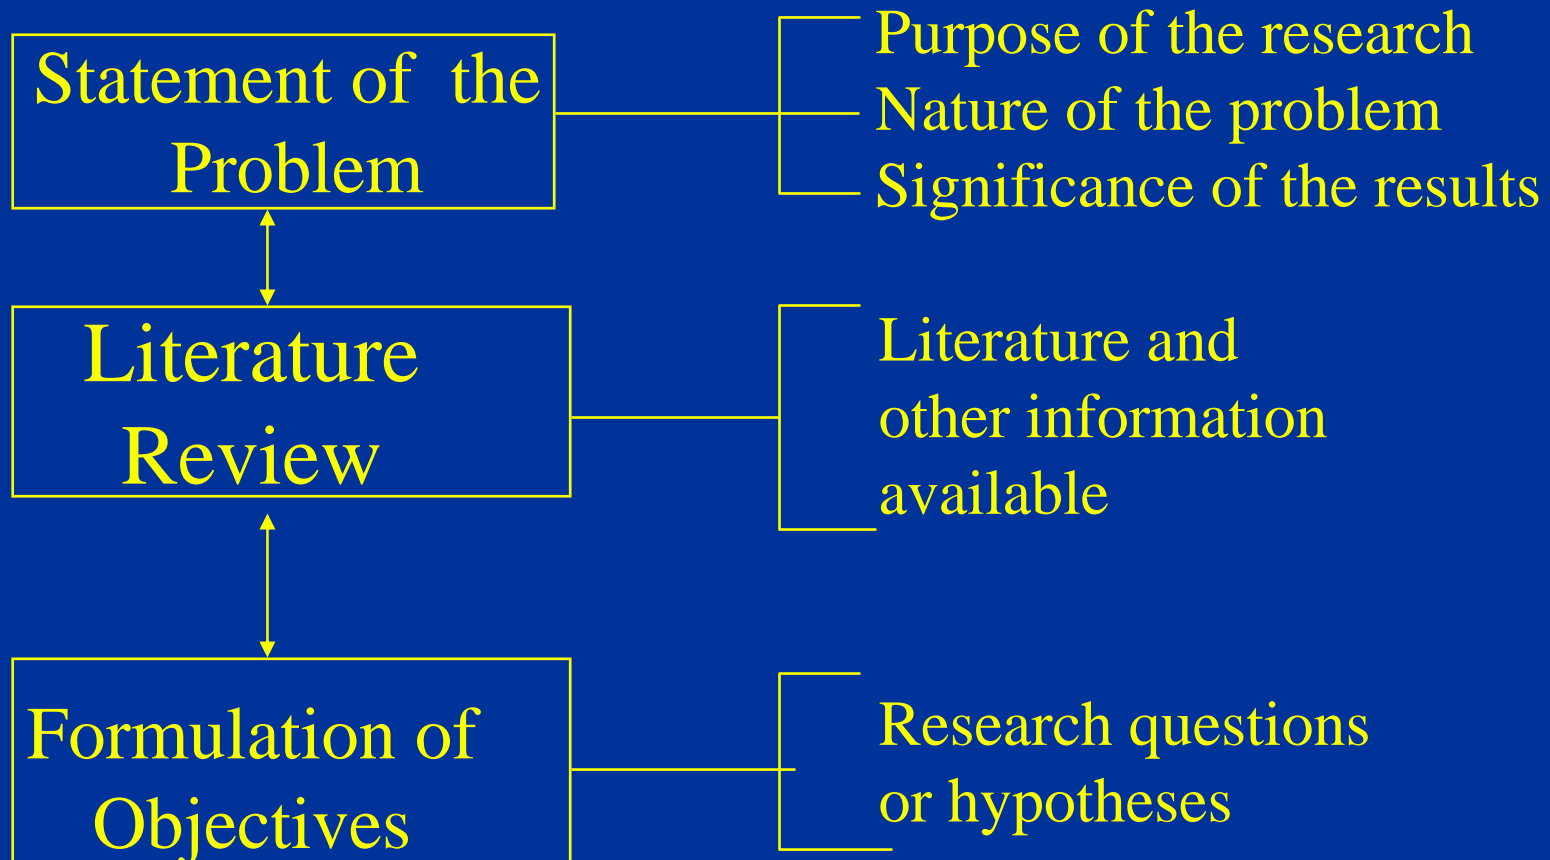 Statement of the
Problem
Purpose of the research
Nature of the problem
Significance of the results
Literature
Review
Literature and
other information
available
Formulation of
Objectives
Research questions
or hypotheses